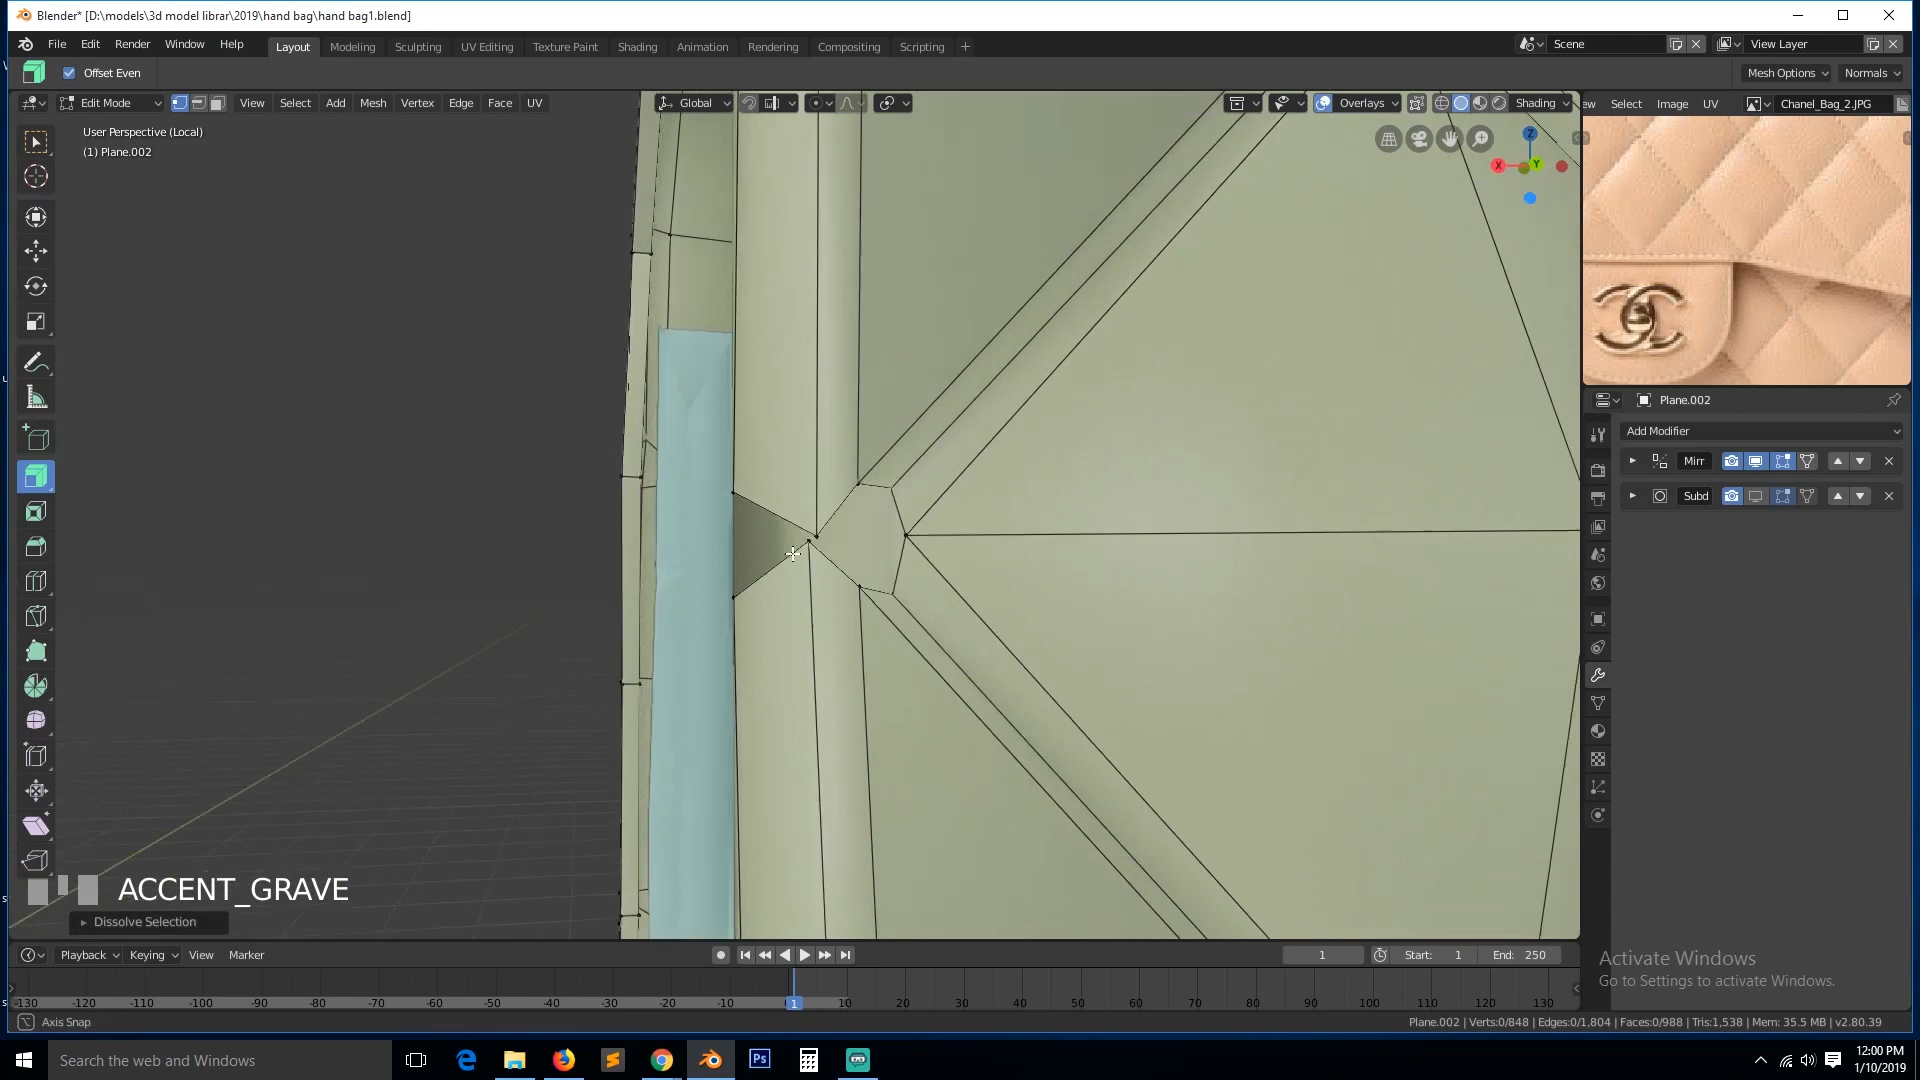 Blender* [D:\models\3d model librar\2019\hand bag\hand bag1.blend]
File Edit Render Window Help Layout Modeling Sculpting UV Editing Texture Paint Shading Animation Rendering Compositing Scripting + Scene View Layer
Offset Even Mesh Options Normals
Edit Mode View Select Add Mesh Vertex Edge Face UV Global Overlays Shading ew Select Image UV Chanel_Bag_2.JPG
User Perspective (Local)
(1) Plane.002
Z
X Y
Plane.002
Add Modifier
Mirr
Subd
ACCENT_GRAVE
Dissolve Selection
Playback Keying View Marker 1 Start: 1 End: 250
-130 -120 -110 -100 -90 -80 -70 -60 -50 -40 -30 -20 -10 1 10 20 30 40 50 60 70 80 90 100 110 120 130
Activate Windows
Go to Settings to activate Windows.
Axis Snap Plane.002 | Verts:0/848 | Edges:0/1,804 | Faces:0/988 | Tris:1,538 | Mem: 35.5 MB | v2.80.39
Search the web and Windows Ps 12:00 PM
1/10/2019